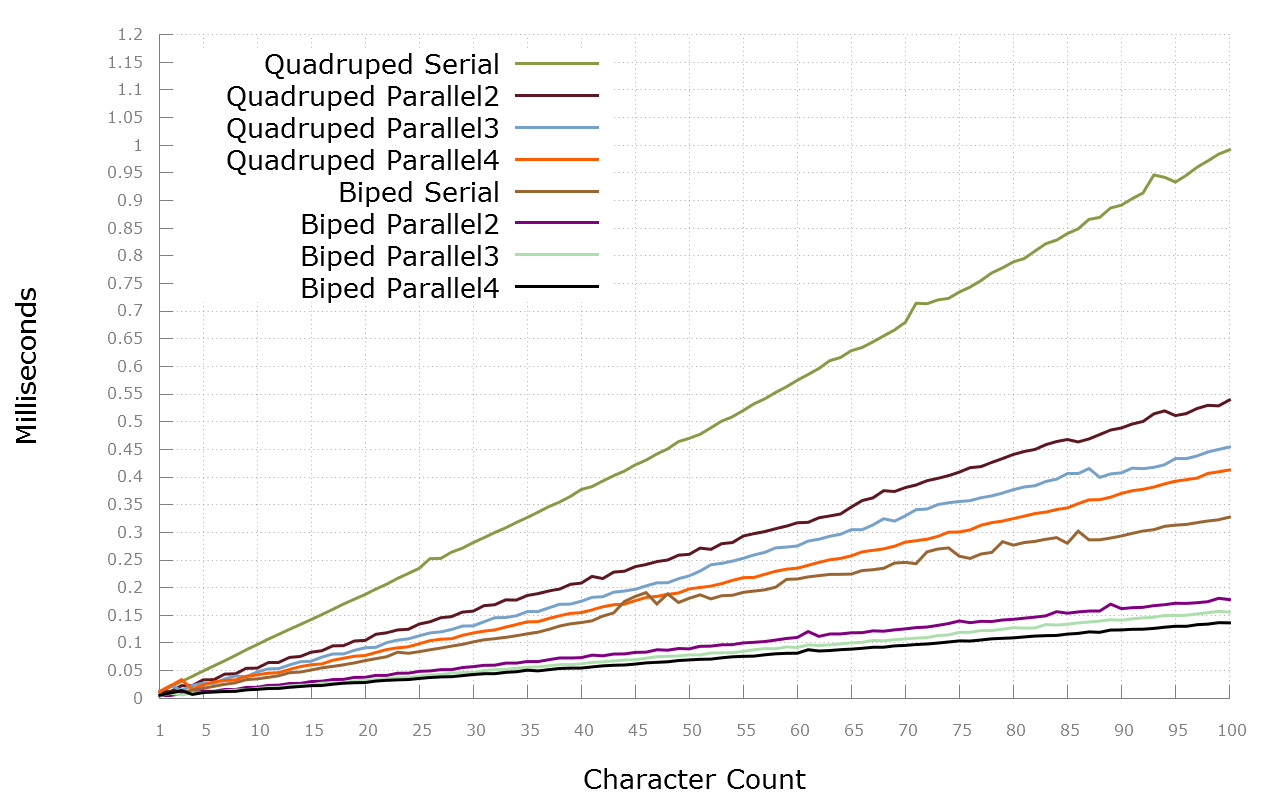 1.2
1.15
1.1
1.05
1
0.95
0.9
0.85
0.8
0.75
0.7
0.65
0.6
0.55
0.5
0.45
0.4
0.35
0.3
0.25
0.2
0.15
0.1
0.05
0
Quadruped Serial
Quadruped Parallel2
Quadruped Parallel3
Quadruped Parallel4
Biped Serial
Biped Parallel2
Biped Parallel3
Biped Parallel4
Milliseconds
1 5 10 15 20 25 30 35 40 45 50 55 60 65 70 75 80 85 90 95 100
Character Count